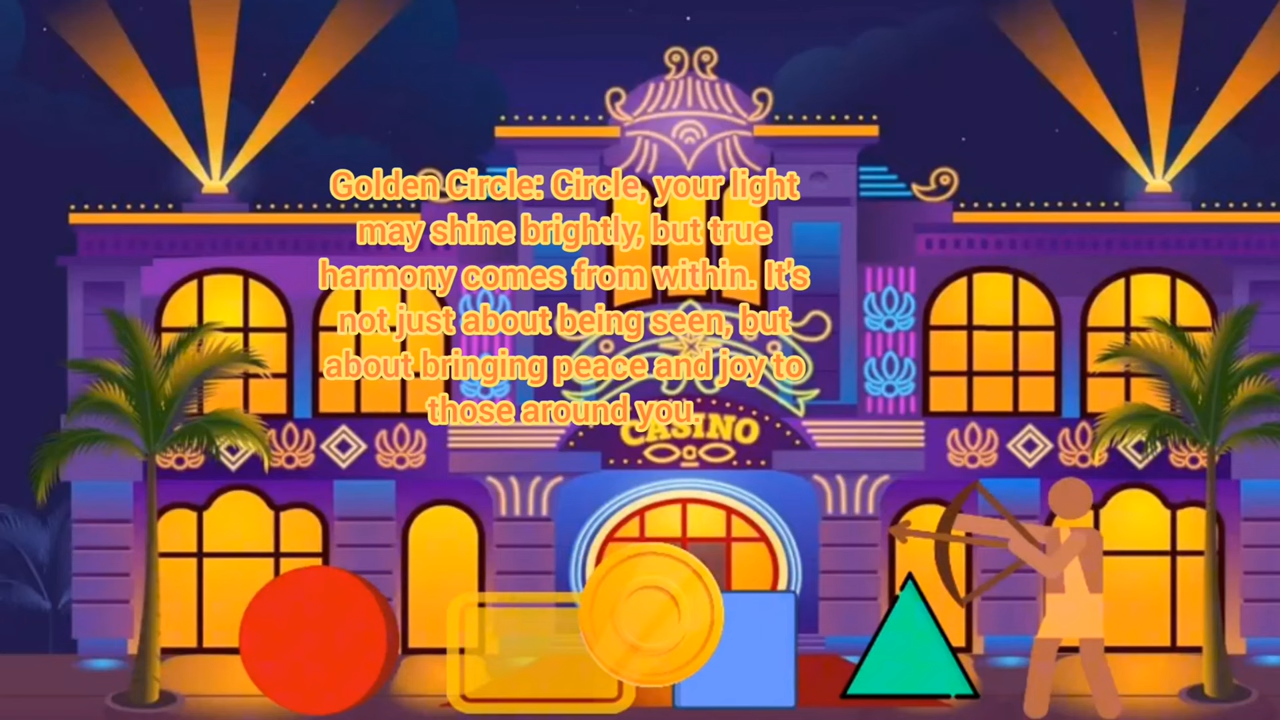 Golden Circle: Circle, your light
may shine brightly, but true
harmony comes from within. It's
not just about being seen, but
about bringing peace and joy to
those around you.
CASINO